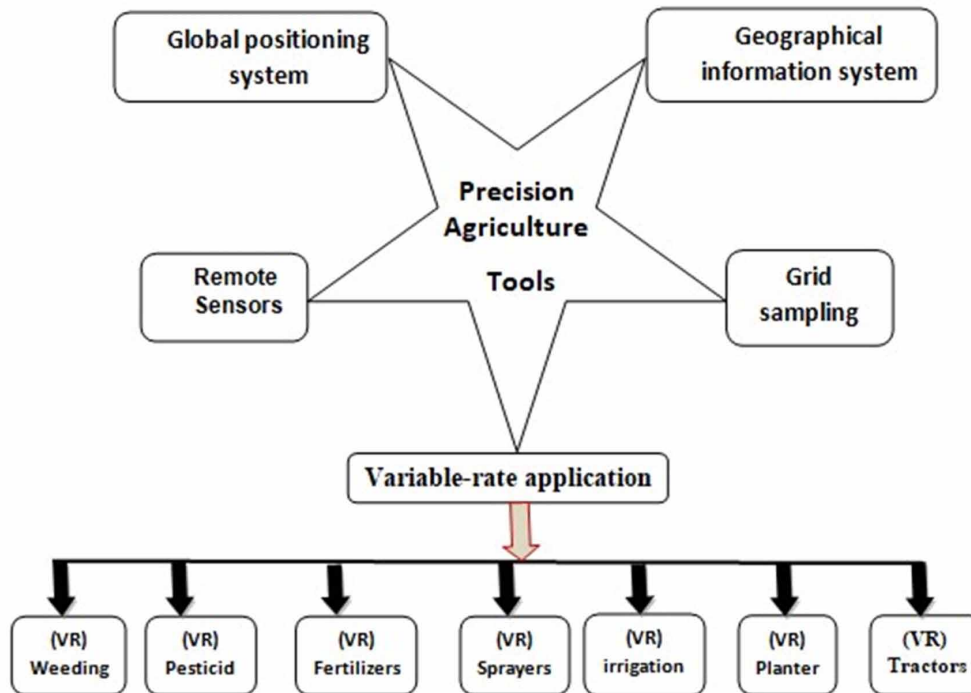 Global positioning
system
Geographical
information system
Precision
Agriculture
Tools
Remote
Sensors
Grid
sampling
Variable-rate application
(VR)
Weeding
(VR)
Pesticid
(VR)
Fertilizers
(VR)
Sprayers
(VR)
irrigation
(VR)
Planter
(VR)
Tractors